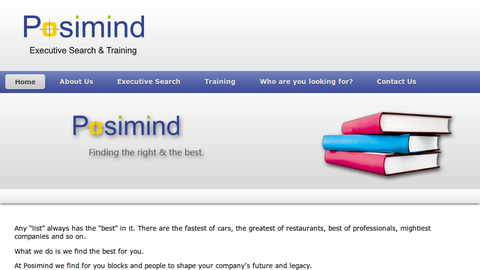 Posimind
Executive Search & Training
Home About Us Executive Search Training Who are you looking for? Contact Us
Posimind
Finding the right & the best.
Any “list” always has the “best” in it. There are the fastest of cars, the greatest of restaurants, best of professionals, mightiest
companies and so on.
What we do is we find the best for you.
At Posimind we find for you blocks and people to shape your company's future and legacy.